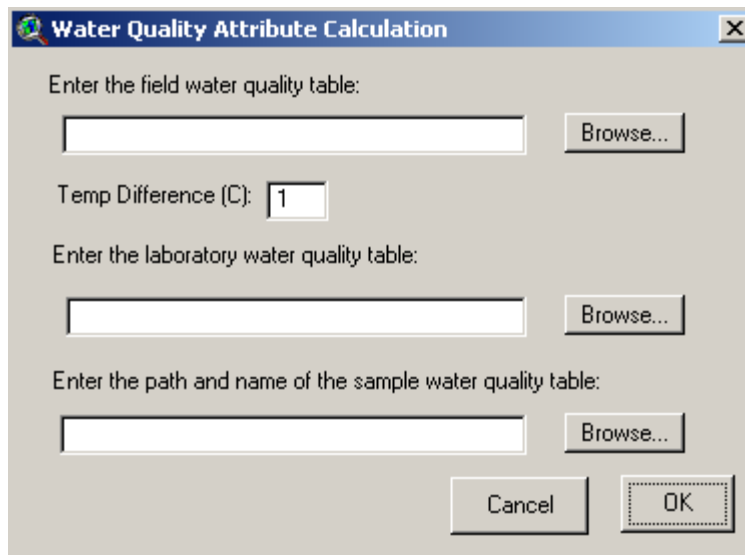 Water Quality Attribute Calculation
Enter the field water quality table:
Browse...
Temp Difference (C): 1
Enter the laboratory water quality table:
Browse...
Enter the path and name of the sample water quality table:
Browse...
Cancel OK